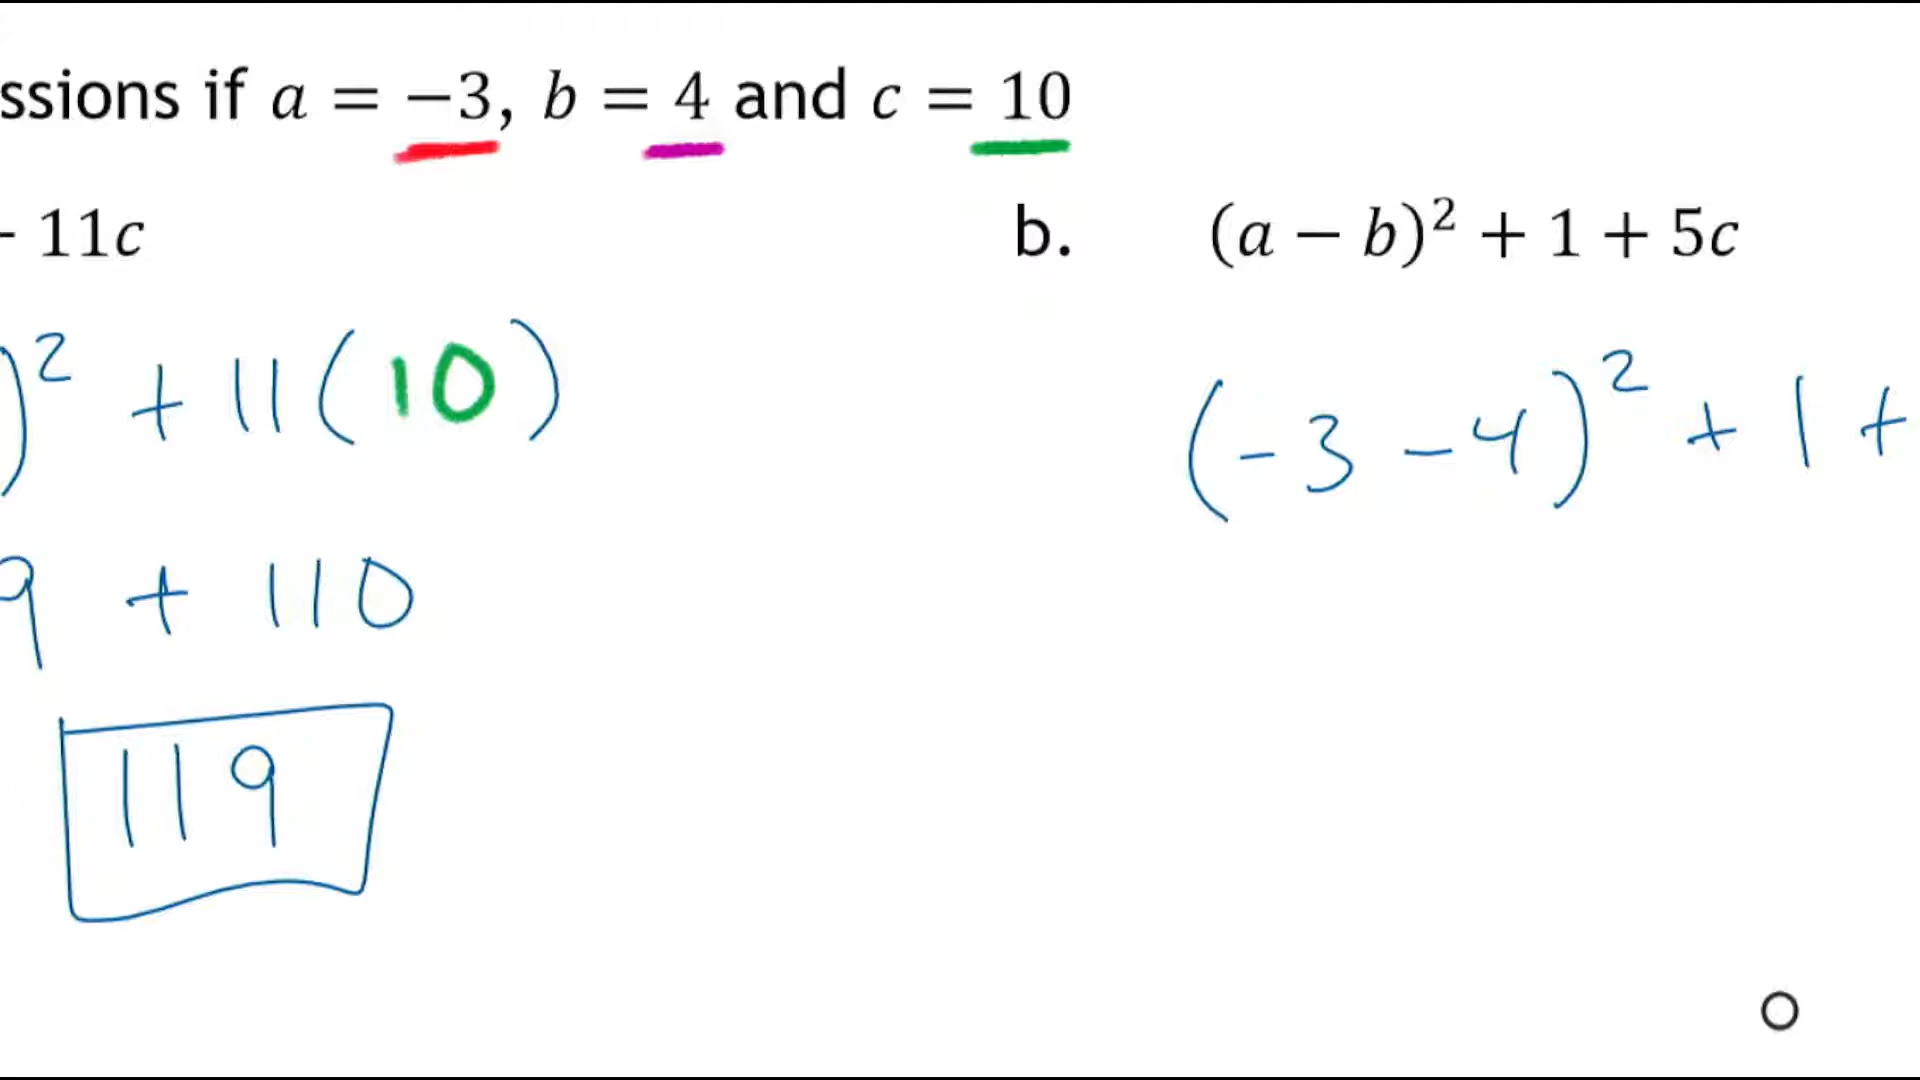 ssions if a = −3, b = 4 and c = 10
- 11c
b. (a − b)² + 1 + 5c
)² + 11(10)
(-3 -4)² + 1 +
9 + 110
119